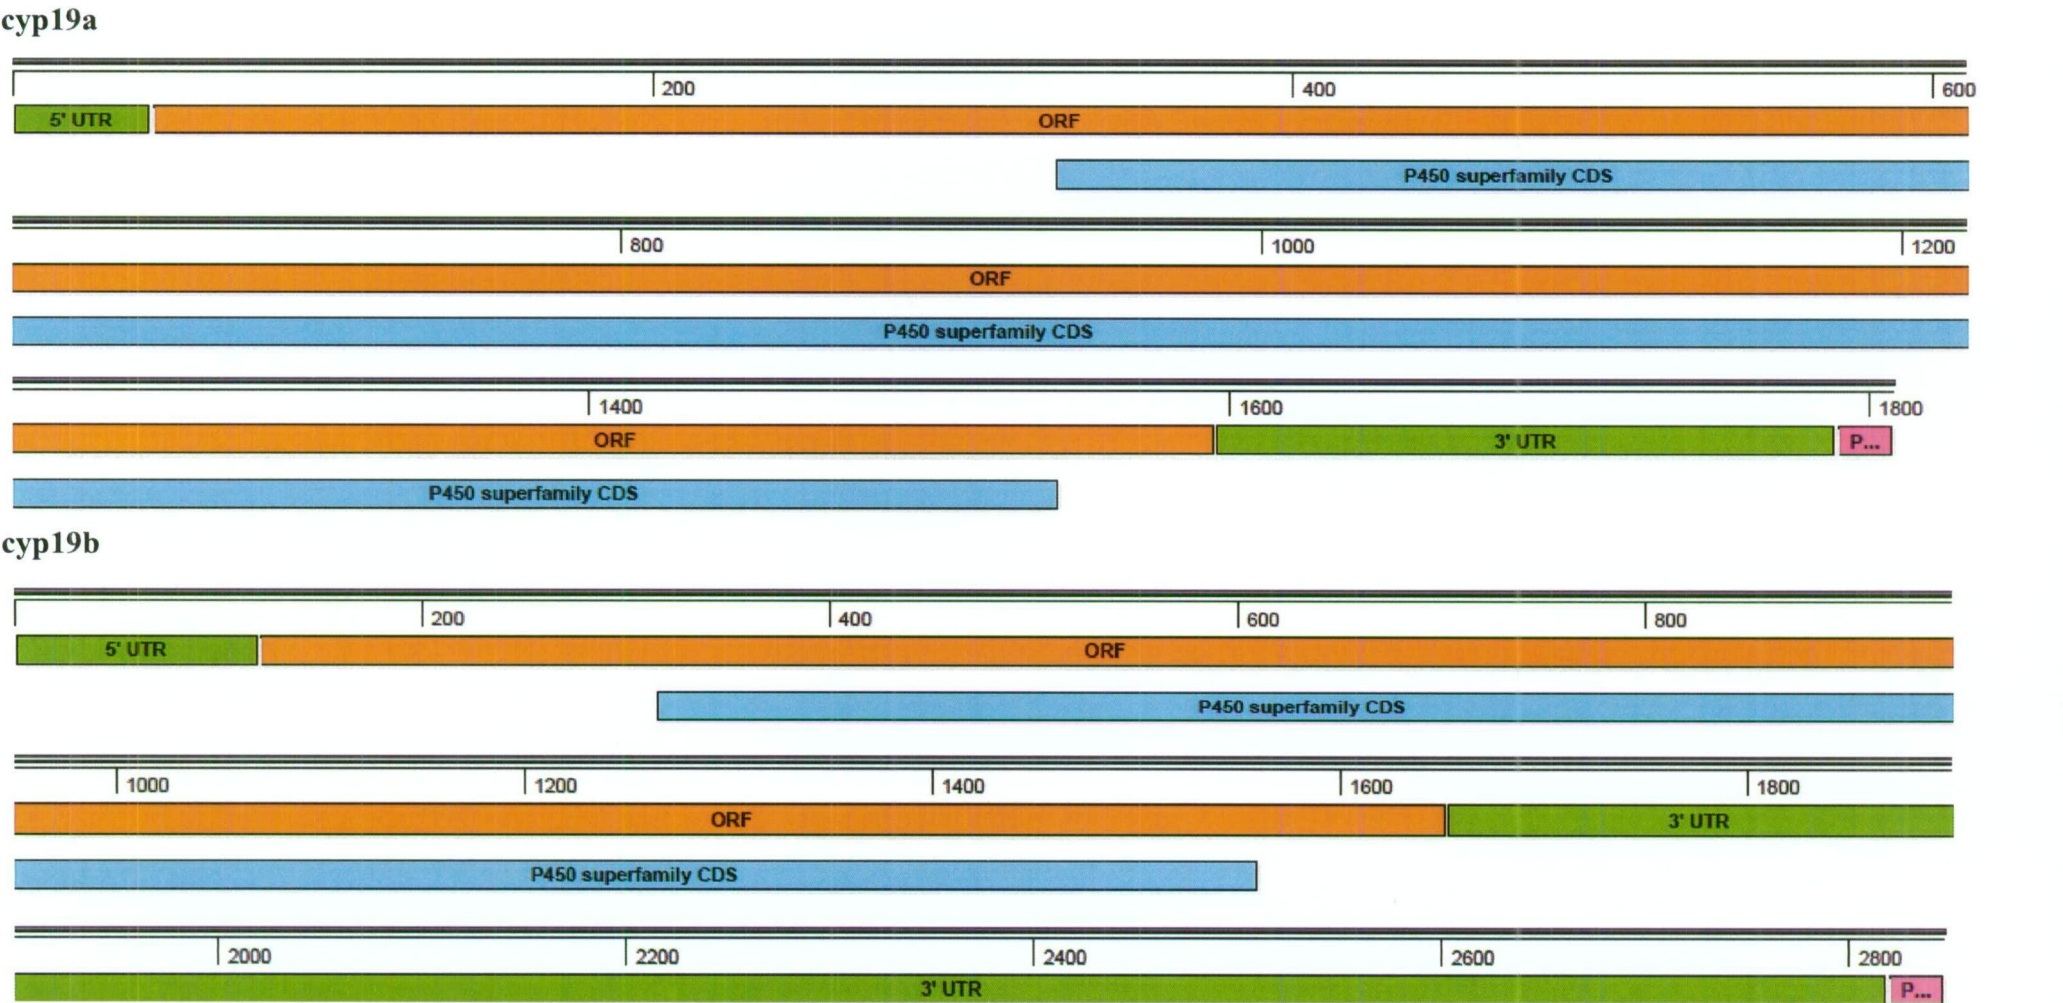 cyp19a
200 400 600
5' UTR ORF
P450 superfamily CDS
800 1000 1200
ORF
P450 superfamily CDS
1400 1600 1800
ORF 3' UTR P...
P450 superfamily CDS
cyp19b
200 400 600 800
5' UTR ORF
P450 superfamily CDS
1000 1200 1400 1600 1800
ORF 3' UTR
P450 superfamily CDS
2000 2200 2400 2600 2800
3' UTR P...